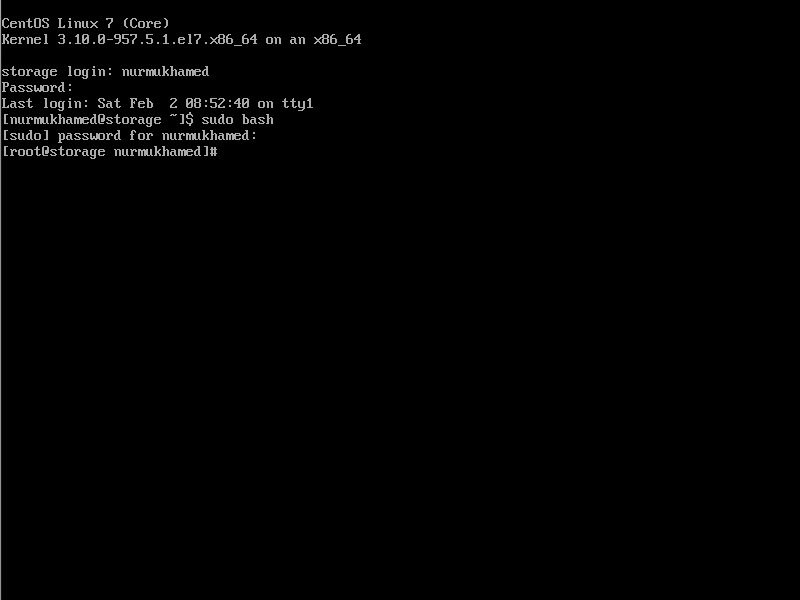 CentOS Linux 7 (Core)
Kernel 3.10.0-957.5.1.el7.x86_64 on an x86_64
storage login: nurmukhamed
Password:
Last login: Sat Feb  2 08:52:40 on tty1
[nurmukhamed@storage ~]$ sudo bash
[sudo] password for nurmukhamed:
[root@storage nurmukhamed]#